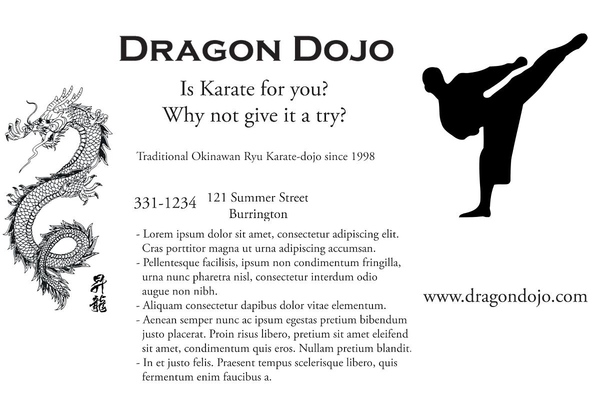 DRAGON DOJO
Is Karate for you?
Why not give it a try?
Traditional Okinawan Ryu Karate-dojo since 1998
331-1234
121 Summer Street
Burrington
- Lorem ipsum dolor sit amet, consectetur adipiscing elit.
Cras porttitor magna ut urna adipiscing accumsan.
- Pellentesque facilisis, ipsum non condimentum fringilla,
urna nunc pharetra nisl, consectetur interdum odio
augue non nibh.
- Aliquam consectetur dapibus dolor vitae elementum.
- Aenean semper nunc ac ipsum egestas pretium bibendum
justo placerat. Proin risus libero, pretium sit amet eleifend
sit amet, condimentum quis eros. Nullam pretium blandit.
- In et justo felis. Praesent tempus scelerisque libero, quis
fermentum enim faucibus a.
昇
龍
www.dragondojo.com